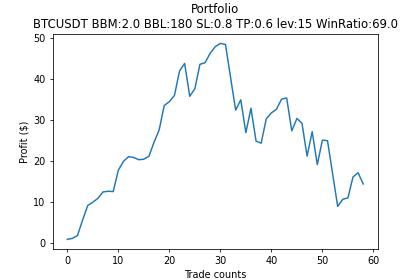 Portfolio
BTCUSDT BBM:2.0 BBL:180 SL:0.8 TP:0.6 lev:15 WinRatio:69.0
50
40
30
20
10
0
Profit ($)
0 10 20 30 40 50 60
Trade counts